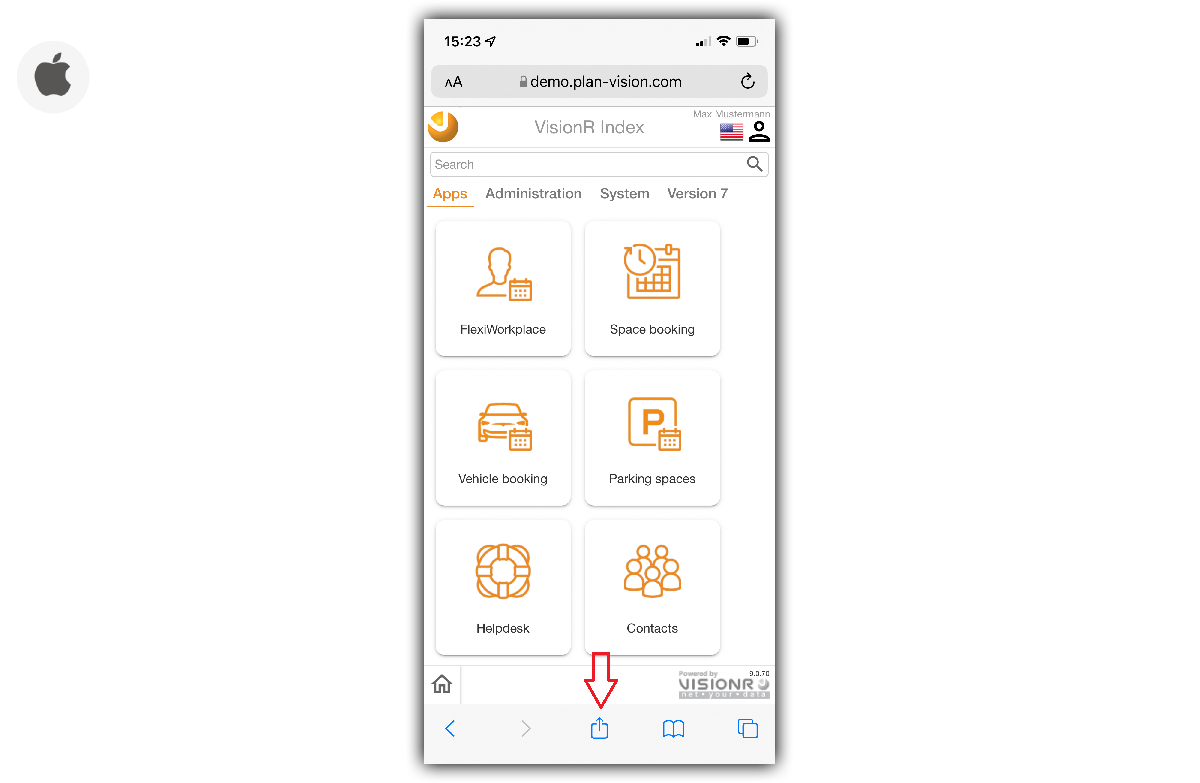 15:23
AA
demo.plan-vision.com
Max Mustermann
VisionR Index
Search
Apps Administration System Version 7
FlexiWorkplace Space booking
P
Vehicle booking Parking spaces
Helpdesk Contacts
Powered by 9.0.70
VISIONR
net•your•data